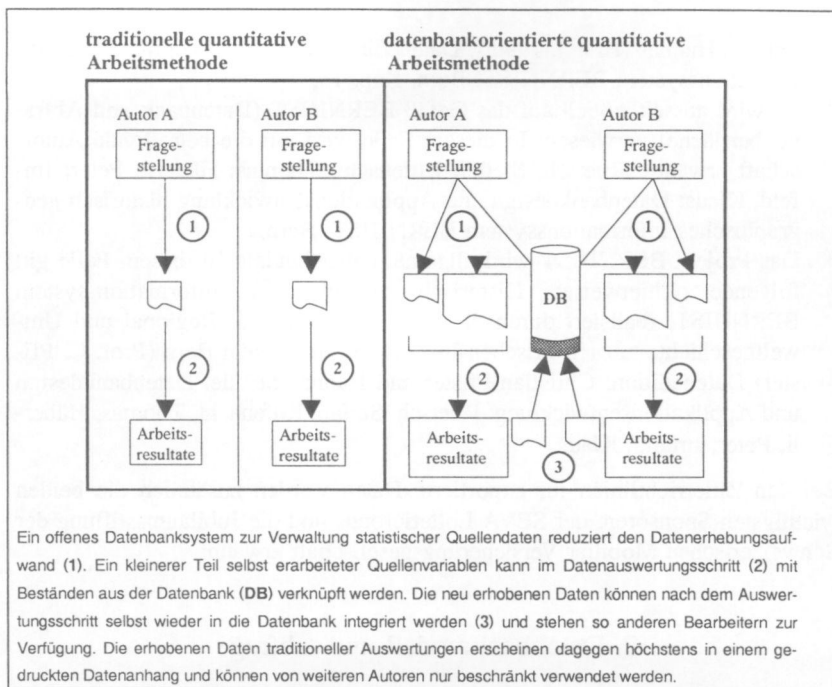 traditionelle quantitative
Arbeitsmethode
datenbankorientierte quantitative
Arbeitsmethode
Autor A
Frage-
stellung
1
2
Arbeits-
resultate
Autor B
Frage-
stellung
1
2
Arbeits-
resultate
Autor A
Frage-
stellung
1
2
Arbeits-
resultate
DB
3
Autor B
Frage-
stellung
1
2
Arbeits-
resultate
Ein offenes Datenbanksystem zur Verwaltung statistischer Quellendaten reduziert den Datenerhebungsauf-
wand (1). Ein kleinerer Teil selbst erarbeiteter Quellenvariablen kann im Datenauswertungsschritt (2) mit
Beständen aus der Datenbank (DB) verknüpft werden. Die neu erhobenen Daten können nach dem Auswer-
tungsschritt selbst wieder in die Datenbank integriert werden (3) und stehen so anderen Bearbeitern zur
Verfügung. Die erhobenen Daten traditioneller Auswertungen erscheinen dagegen höchstens in einem ge-
druckten Datenanhang und können von weiteren Autoren nur beschränkt verwendet werden.